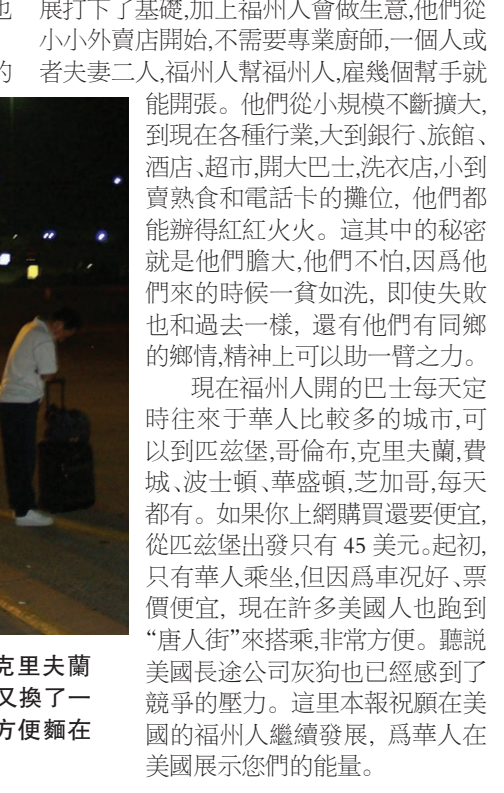 也
的
展打下了基礎,加上福州人會做生意,他們從
小小外賣店開始,不需要專業廚師,一個人或
者夫妻二人,福州人幫福州人,雇幾個幫手就
能開張。他們從小規模不斷擴大,
到現在各種行業,大到銀行、旅館、
酒店、超市,開大巴士,洗衣店,小到
賣熟食和電話卡的攤位, 他們都
能辦得紅紅火火。這其中的秘密
就是他們膽大,他們不怕,因爲他
們來的時候一貧如洗, 即使失敗
也和過去一樣, 還有他們有同鄉
的鄉情,精神上可以助一臂之力。
現在福州人開的巴士每天定
時往來于華人比較多的城市,可
以到匹兹堡,哥倫布,克里夫蘭,費
城、波士頓、華盛頓,芝加哥,每天
都有。如果你上網購買還要便宜,
從匹兹堡出發只有 45 美元。起初,
只有華人乘坐,但因爲車况好、票
價便宜, 現在許多美國人也跑到
“唐人街”來搭乘,非常方便。聽説
美國長途公司灰狗也已經感到了
競爭的壓力。這里本報祝願在美
國的福州人繼續發展, 爲華人在
美國展示您們的能量。
克里夫蘭
又換了一
方便麵在